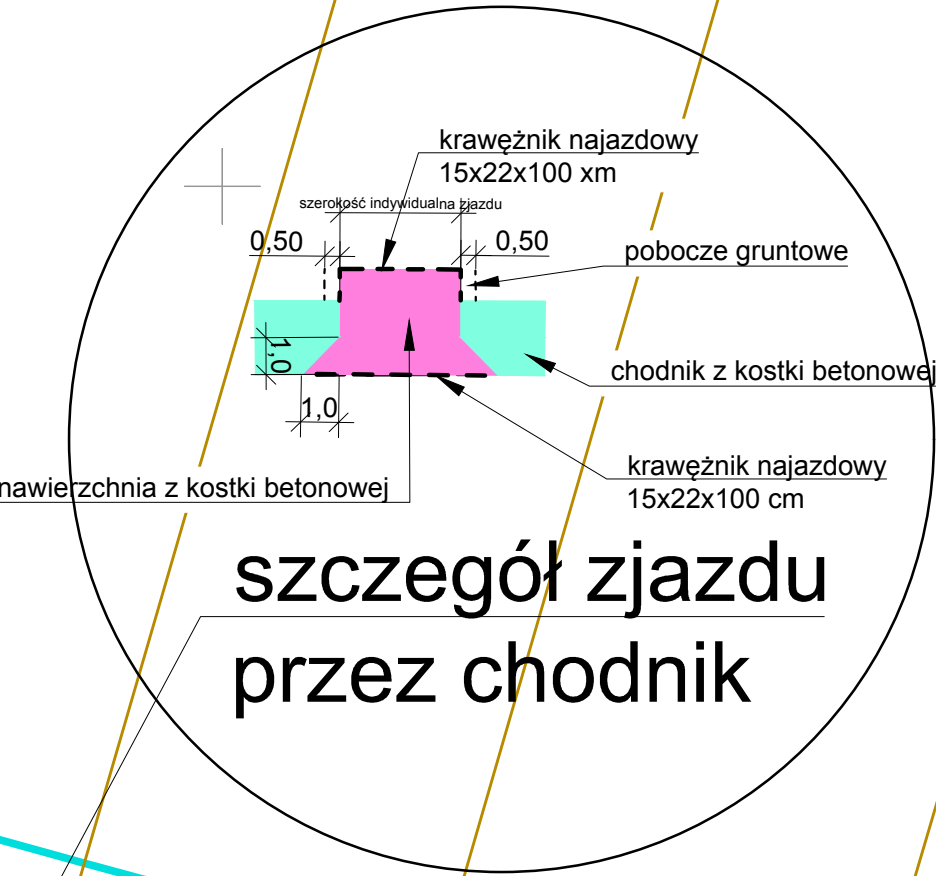 krawężnik najazdowy
15x22x100 xm
szerokość indywidualna zjazdu
0,50
0,50
pobocze gruntowe
1,0
chodnik z kostki betonowej
1,0
krawężnik najazdowy
15x22x100 cm
nawierzchnia z kostki betonowej
szczegół zjazdu
przez chodnik